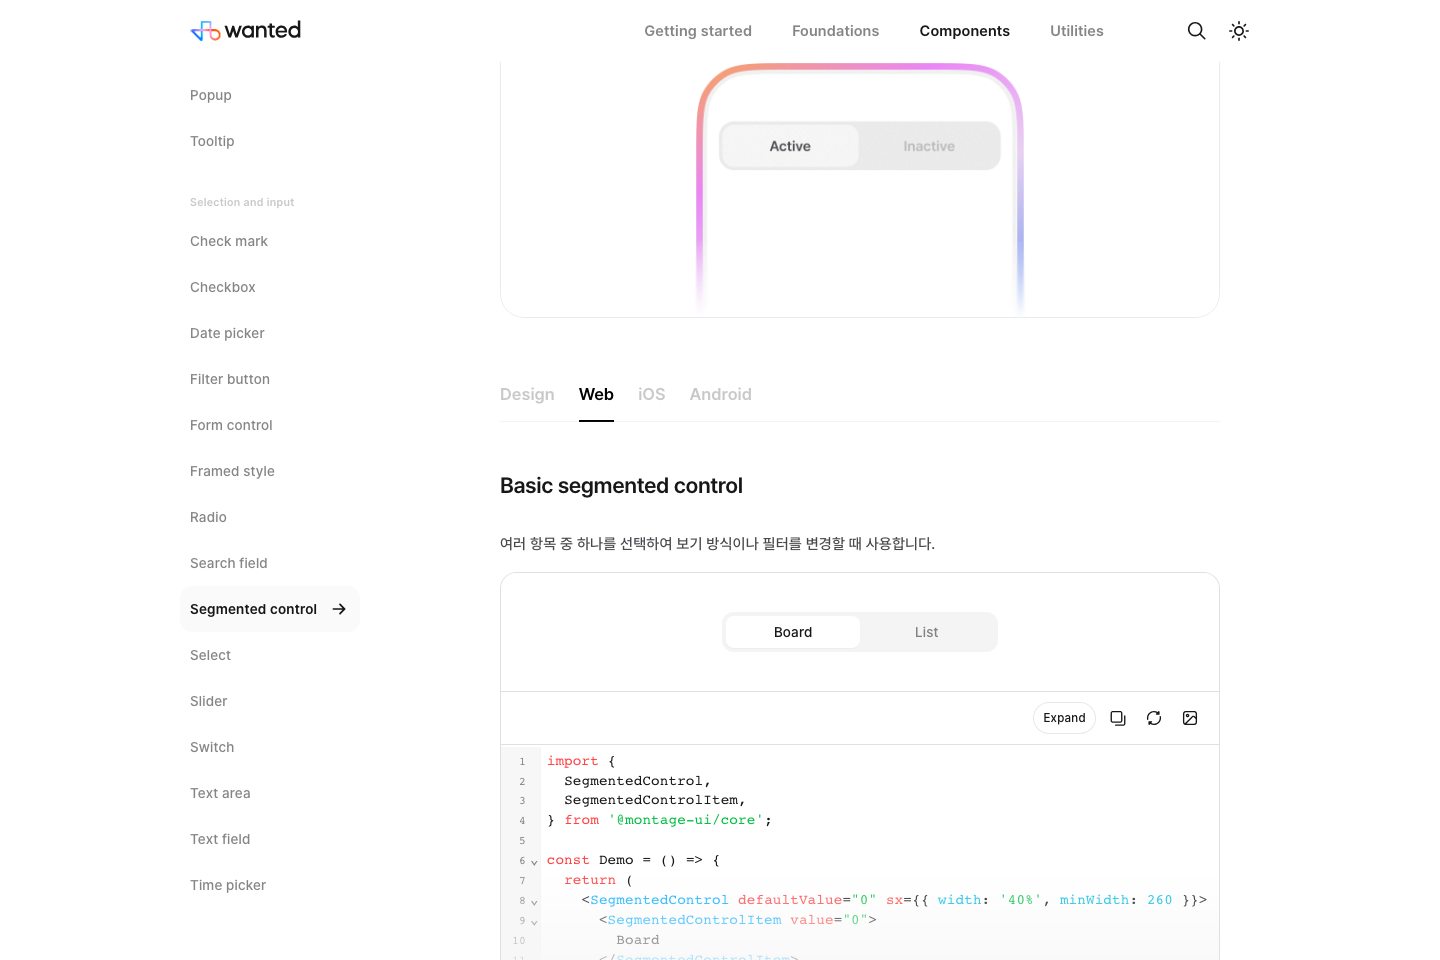 wanted
Getting started
Foundations
Components
Utilities
Popup
Tooltip
Selection and input
Check mark
Checkbox
Date picker
Filter button
Form control
Framed style
Radio
Search field
Segmented control
Select
Slider
Switch
Text area
Text field
Time picker
Active
Inactive
Design
Web
iOS
Android
Basic segmented control
여러 항목 중 하나를 선택하여 보기 방식이나 필터를 변경할 때 사용합니다.
Board
List
Expand
1 import {
2   SegmentedControl,
3   SegmentedControlItem,
4 } from '@montage-ui/core';
5
6 const Demo = () => {
7   return (
8     <SegmentedControl defaultValue="0" sx={{ width: '40%', minWidth: 260 }}>
9       <SegmentedControlItem value="0">
10         Board
11       </SegmentedControlItem>